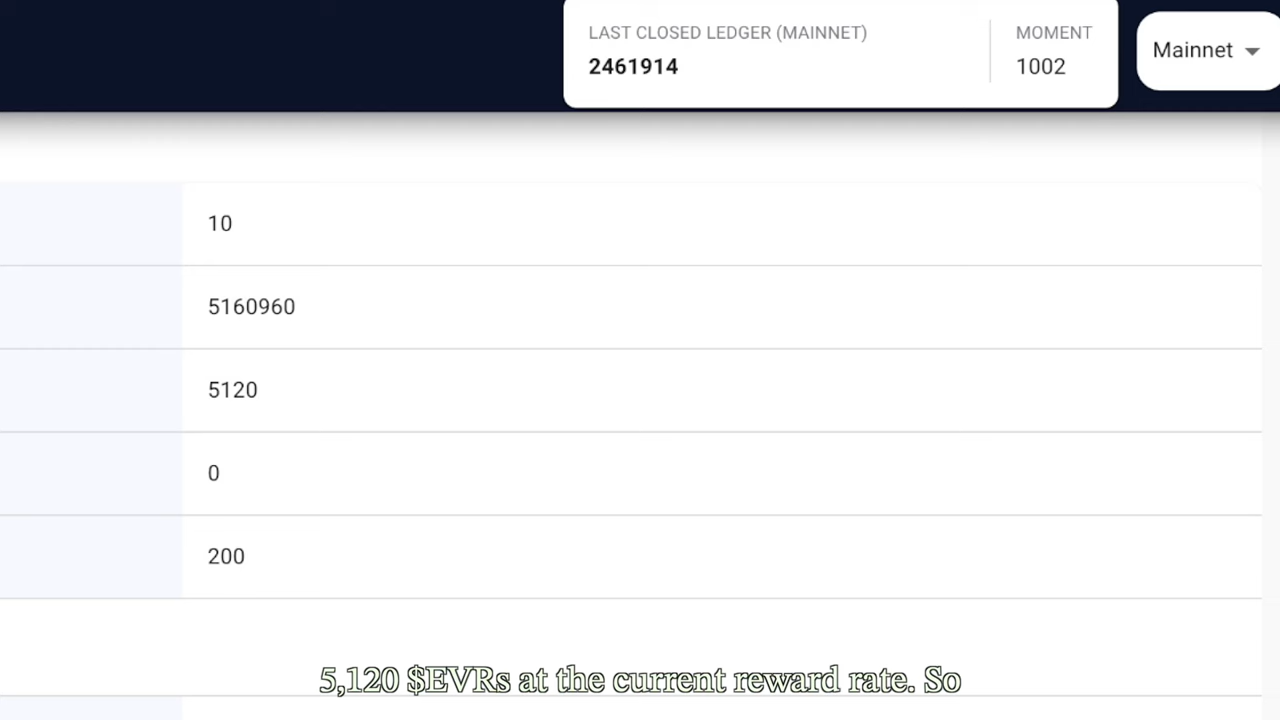 LAST CLOSED LEDGER (MAINNET)
2461914
MOMENT
1002
Mainnet
10
5160960
5120
0
200
5,120 $EVRs at the current reward rate. So